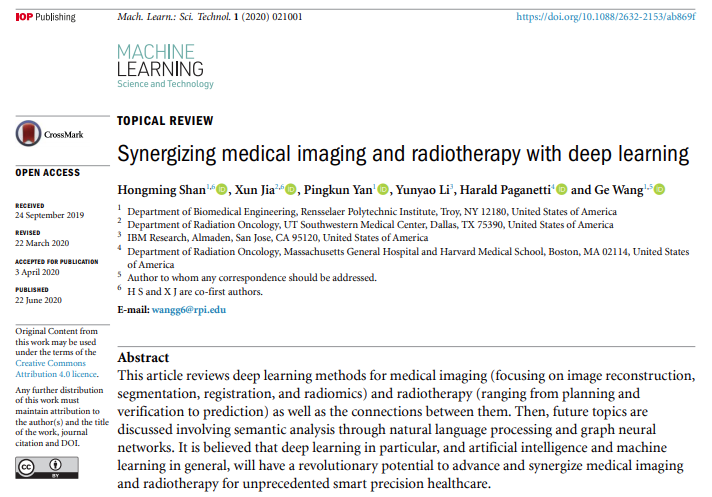 IOP Publishing
Mach. Learn.: Sci. Technol. 1 (2020) 021001
https://doi.org/10.1088/2632-2153/ab869f
MACHINE
LEARNING
Science and Technology
CrossMark
OPEN ACCESS
RECEIVED
24 September 2019
REVISED
22 March 2020
ACCEPTED FOR PUBLICATION
3 April 2020
PUBLISHED
22 June 2020
Original Content from
this work may be used
under the terms of the
Creative Commons
Attribution 4.0 licence.
Any further distribution
of this work must
maintain attribution to
the author(s) and the title
of the work, journal
citation and DOI.
cc BY
TOPICAL REVIEW
Synergizing medical imaging and radiotherapy with deep learning
Hongming Shan1,6 iD, Xun Jia2,6 iD, Pingkun Yan1 iD, Yunyao Li3, Harald Paganetti4 iD and Ge Wang1,5 iD
1 Department of Biomedical Engineering, Rensselaer Polytechnic Institute, Troy, NY 12180, United States of America
2 Department of Radiation Oncology, UT Southwestern Medical Center, Dallas, TX 75390, United States of America
3 IBM Research, Almaden, San Jose, CA 95120, United States of America
4 Department of Radiation Oncology, Massachusetts General Hospital and Harvard Medical School, Boston, MA 02114, United States
of America
5 Author to whom any correspondence should be addressed.
6 H S and X J are co-first authors.
E-mail: wangg6@rpi.edu
Abstract
This article reviews deep learning methods for medical imaging (focusing on image reconstruction,
segmentation, registration, and radiomics) and radiotherapy (ranging from planning and
verification to prediction) as well as the connections between them. Then, future topics are
discussed involving semantic analysis through natural language processing and graph neural
networks. It is believed that deep learning in particular, and artificial intelligence and machine
learning in general, will have a revolutionary potential to advance and synergize medical imaging
and radiotherapy for unprecedented smart precision healthcare.